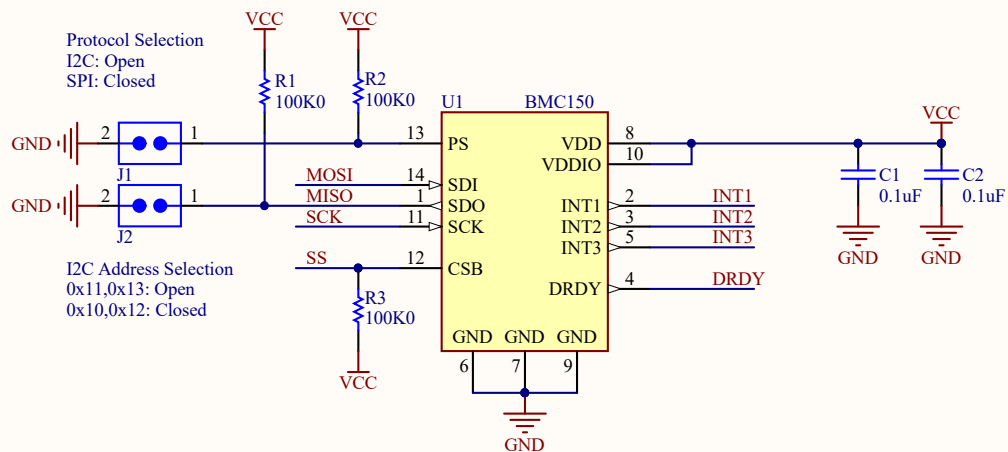 VCC
VCC
Protocol Selection
I2C: Open
SPI: Closed
R1
100K0
R2
100K0
U1
BMC150
VCC
GND
2
1
J1
13
PS
VDD
8
VDDIO
10
C1
0.1uF
C2
0.1uF
MOSI
14
SDI
GND
2
1
J2
MISO
1
SDO
INT1
2
INT1
SCK
11
SCK
INT2
3
INT2
INT3
5
INT3
GND
GND
I2C Address Selection
0x11,0x13: Open
0x10,0x12: Closed
SS
12
CSB
DRDY
4
DRDY
R3
100K0
VCC
GND
GND
GND
6
7
9
GND